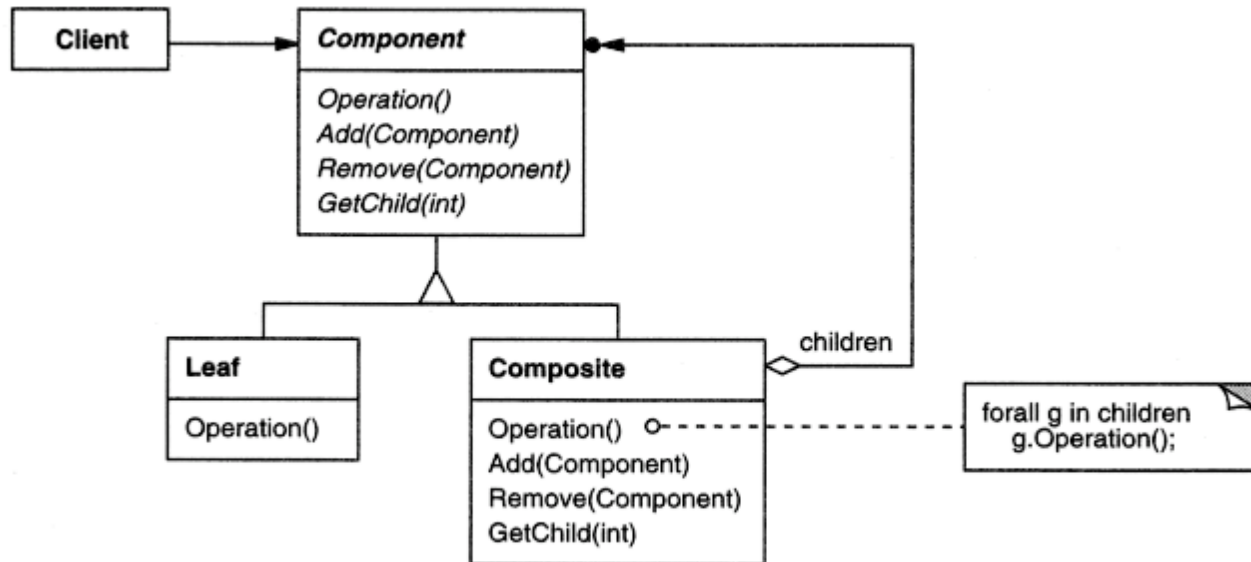 Client
Component
Operation()
Add(Component)
Remove(Component)
GetChild(int)
Leaf
Operation()
Composite
Operation()
Add(Component)
Remove(Component)
GetChild(int)
children
forall g in children
g.Operation();